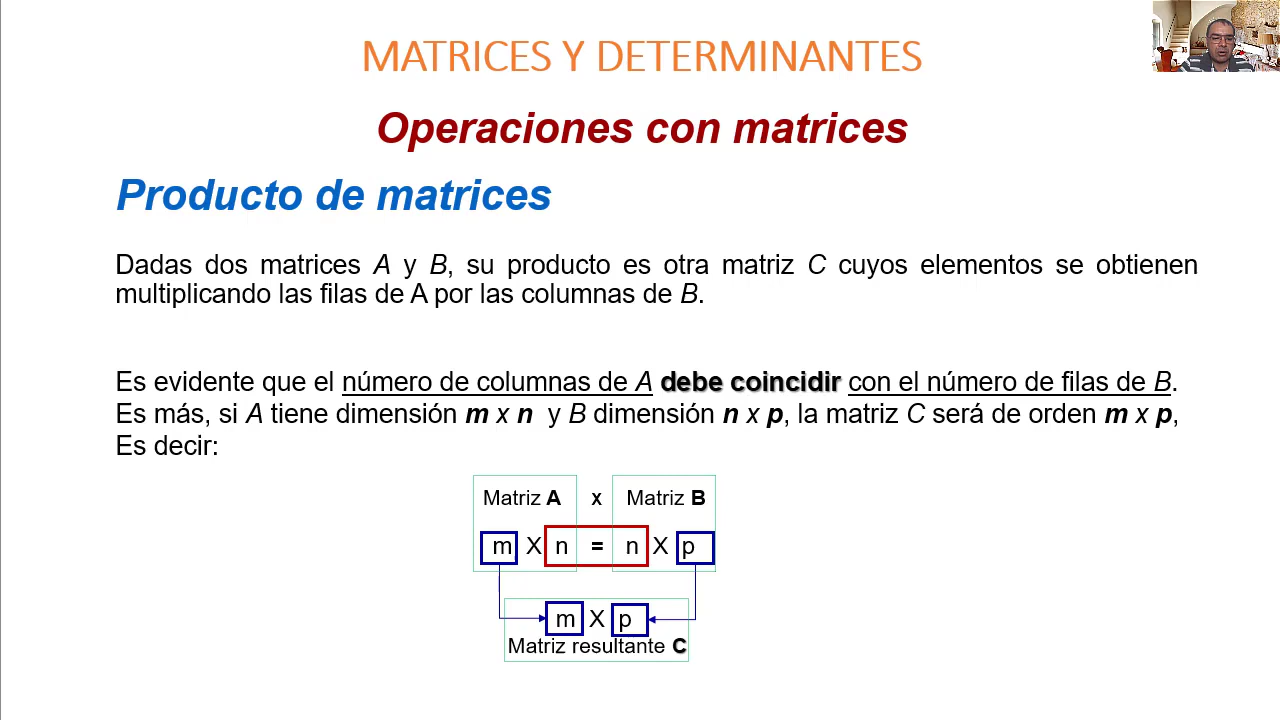 MATRICES Y DETERMINANTES
Operaciones con matrices
Producto de matrices
Dadas dos matrices A y B, su producto es otra matriz C cuyos elementos se obtienen
multiplicando las filas de A por las columnas de B.
Es evidente que el número de columnas de A debe coincidir con el número de filas de B.
Es más, si A tiene dimensión m x n y B dimensión n x p, la matriz C será de orden m x p,
Es decir:
Matriz A x Matriz B
m X n = n X p
m X p
Matriz resultante C